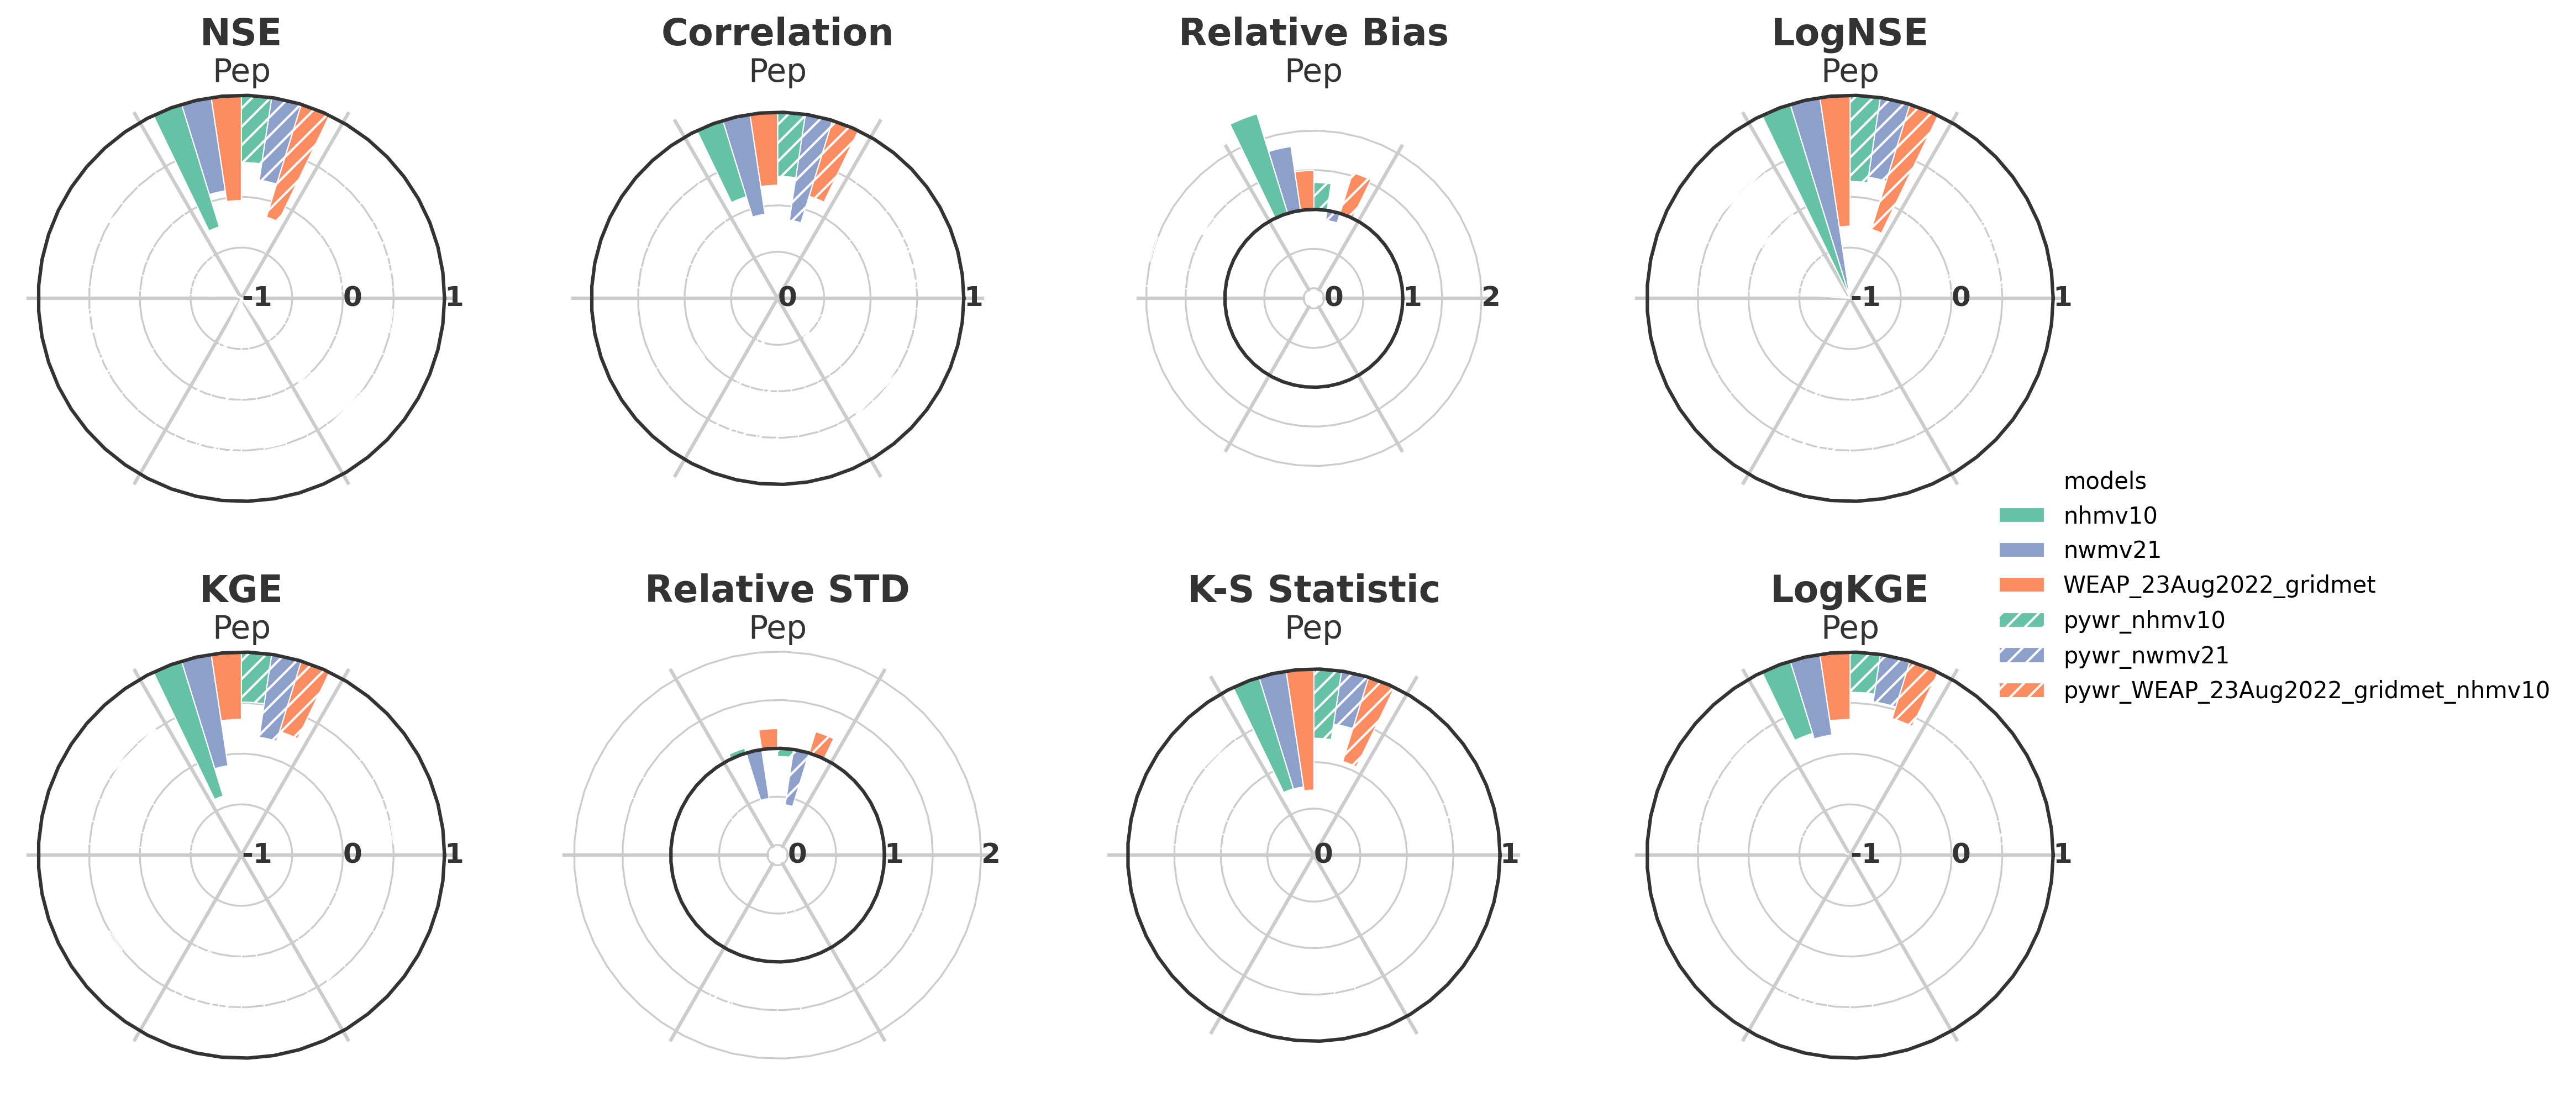 NSE
Pep
-1 0 1
Correlation
Pep
0 1
Relative Bias
Pep
0 1 2
LogNSE
Pep
-1 0 1
KGE
Pep
-1 0 1
Relative STD
Pep
0 1 2
K-S Statistic
Pep
0 1
LogKGE
Pep
-1 0 1
models
nhmv10
nwmv21
WEAP_23Aug2022_gridmet
pywr_nhmv10
pywr_nwmv21
pywr_WEAP_23Aug2022_gridmet_nhmv10